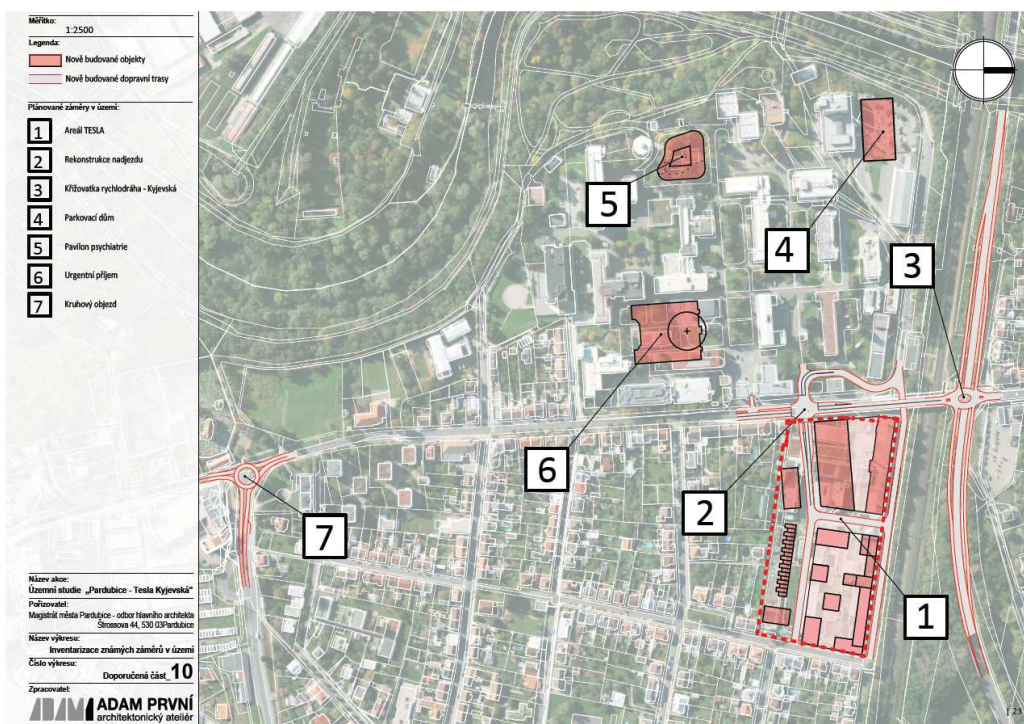 Měřítko:
1:2500
Legenda:
Nově budované objekty
Nově budované dopravní trasy
Plánované záměry v území:
1 Areál TESLA
2 Rekonstrukce nadjezdu
3 Křižovatka rychlodráha - Kyjevská
4 Parkovací dům
5 Pavilon psychiatrie
6 Urgentní příjem
7 Kruhový objezd
5
4
3
6
2
7
1
Název akce:
Územní studie „Pardubice - Tesla Kyjevská"
Pořizovatel:
Magistrát města Pardubice - odbor hlavního architekta
Štrossova 44, 530 03Pardubice
Název výkresu:
Inventarizace známých záměrů v území
Číslo výkresu:
Doporučená část_10
Zpracovatel:
ADAM ADAM PRVNÍ
architektonický ateliér
| 23